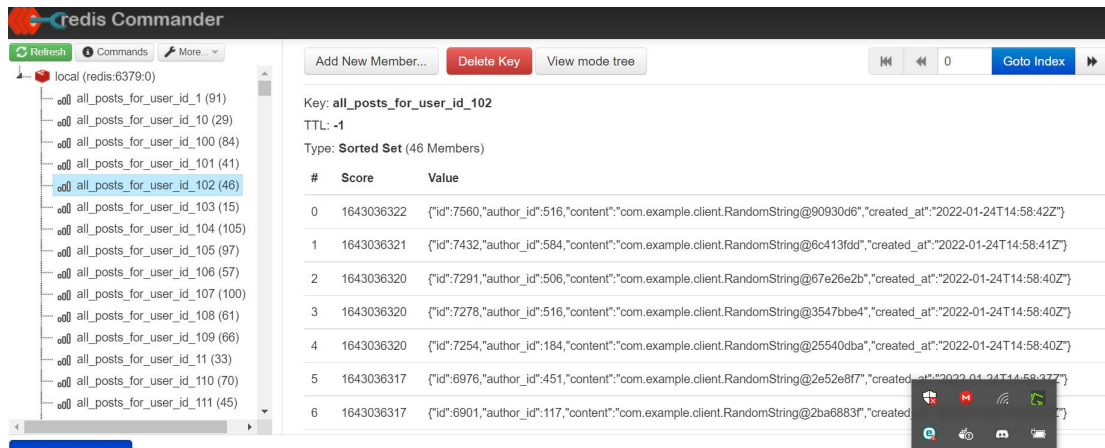 redis Commander
Refresh Commands More...
local (redis:6379:0)
all_posts_for_user_id_1 (91)
all_posts_for_user_id_10 (29)
all_posts_for_user_id_100 (84)
all_posts_for_user_id_101 (41)
all_posts_for_user_id_102 (46)
all_posts_for_user_id_103 (15)
all_posts_for_user_id_104 (105)
all_posts_for_user_id_105 (97)
all_posts_for_user_id_106 (57)
all_posts_for_user_id_107 (100)
all_posts_for_user_id_108 (61)
all_posts_for_user_id_109 (66)
all_posts_for_user_id_11 (33)
all_posts_for_user_id_110 (70)
all_posts_for_user_id_111 (45)
Add New Member... Delete Key View mode tree 0 Goto Index
Key: all_posts_for_user_id_102
TTL: -1
Type: Sorted Set (46 Members)
# Score Value
0 1643036322 {"id":7560,"author_id":516,"content":"com.example.client.RandomString@90930d6","created_at":"2022-01-24T14:58:42Z"}
1 1643036321 {"id":7432,"author_id":584,"content":"com.example.client.RandomString@6c413fdd","created_at":"2022-01-24T14:58:41Z"}
2 1643036320 {"id":7291,"author_id":506,"content":"com.example.client.RandomString@67e26e2b","created_at":"2022-01-24T14:58:40Z"}
3 1643036320 {"id":7278,"author_id":516,"content":"com.example.client.RandomString@3547bbe4","created_at":"2022-01-24T14:58:40Z"}
4 1643036320 {"id":7254,"author_id":184,"content":"com.example.client.RandomString@25540dba","created_at":"2022-01-24T14:58:40Z"}
5 1643036317 {"id":6976,"author_id":451,"content":"com.example.client.RandomString@2e52e8f7","created_at":"2022-01-24T14:58:37Z"}
6 1643036317 {"id":6901,"author_id":117,"content":"com.example.client.RandomString@2ba6883f","created